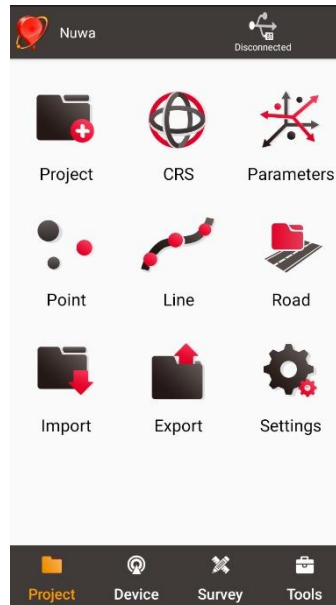 Nuwa
Disconnected
Project CRS Parameters
Point Line Road
Import Export Settings
Project Device Survey Tools